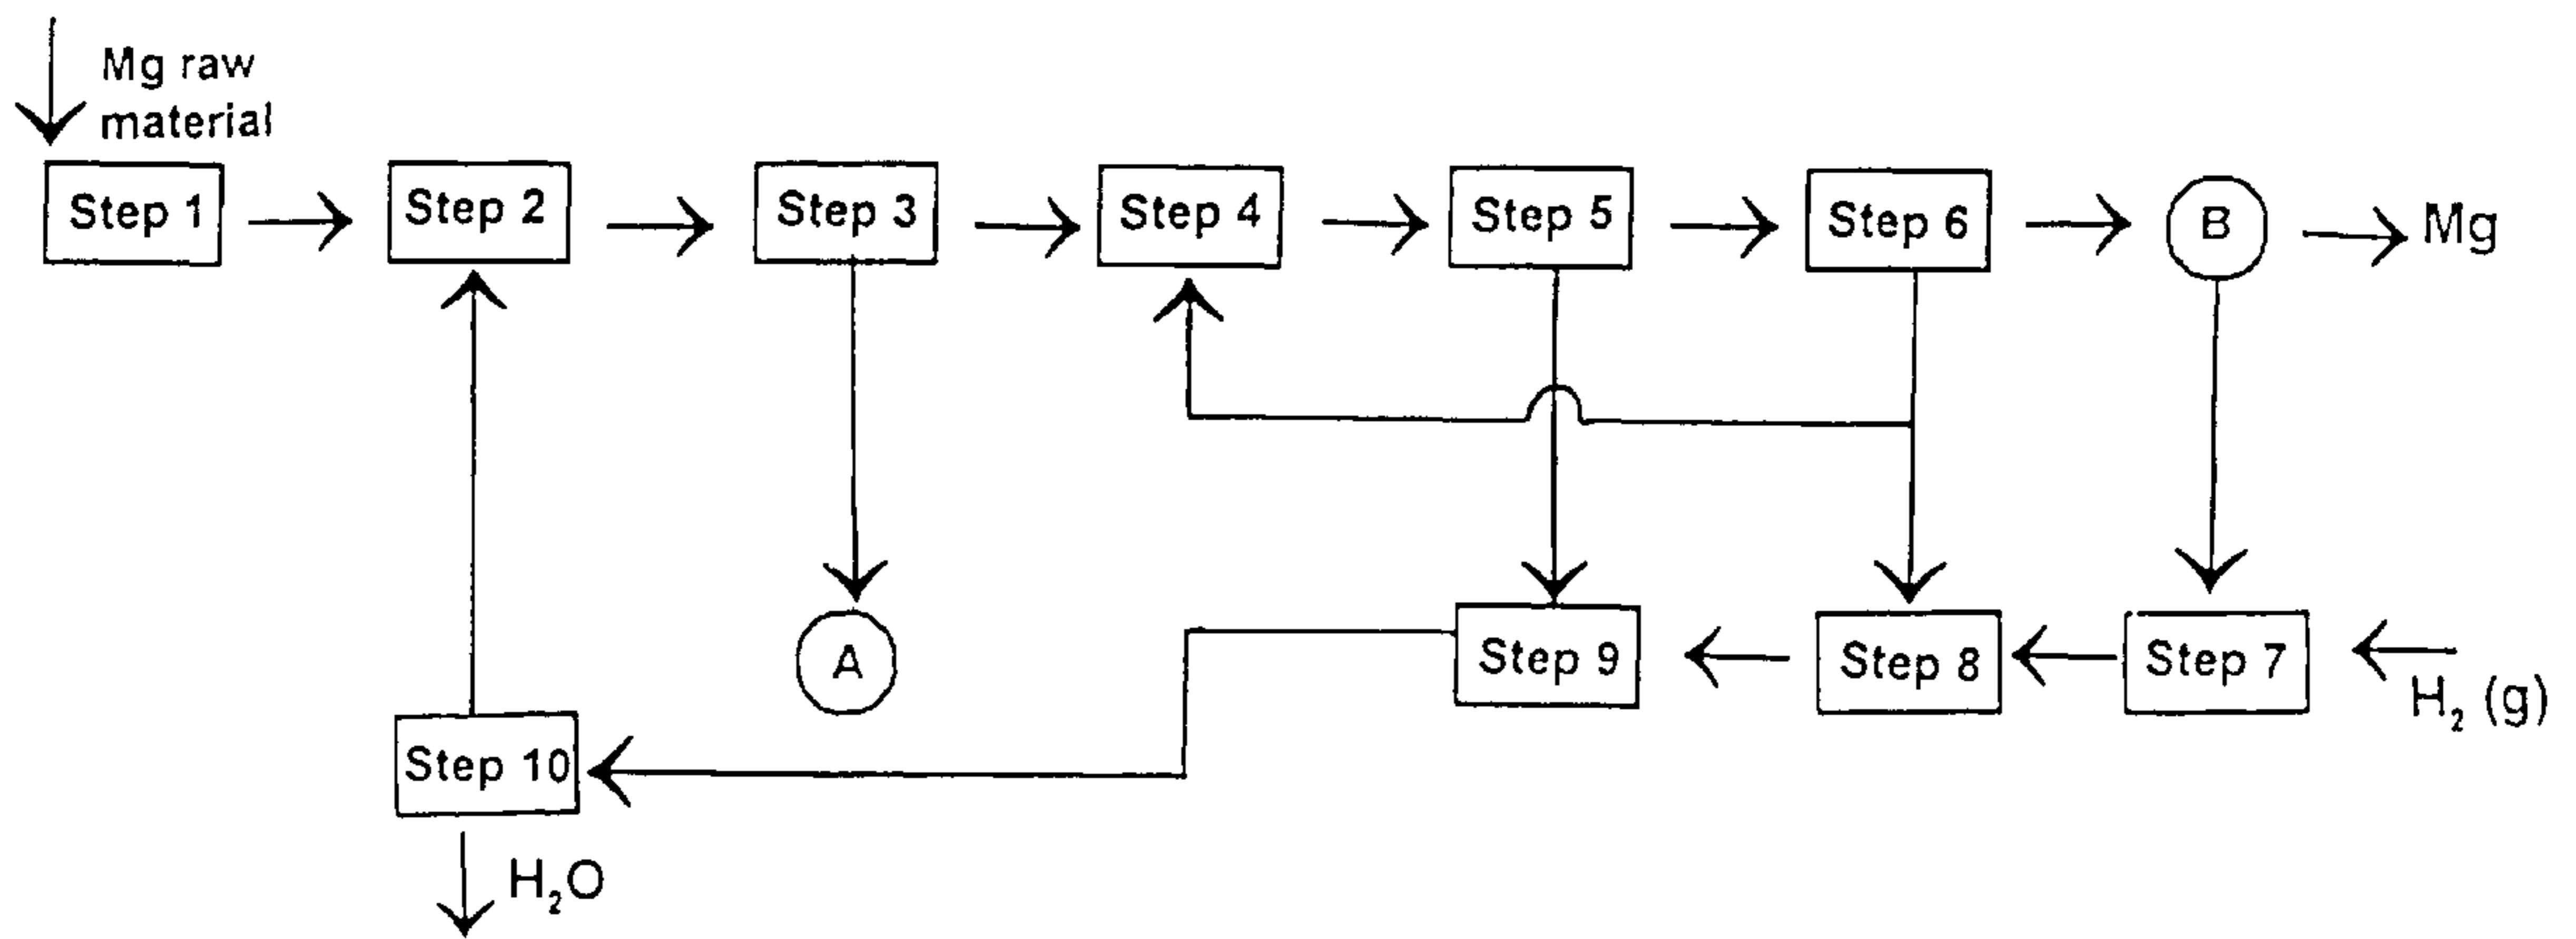 Mg raw
material
Step 1
Step 2
Step 3
Step 4
Step 5
Step 6
B
Mg
A
Step 9
Step 8
Step 7
H₂ (g)
Step 10
H₂O